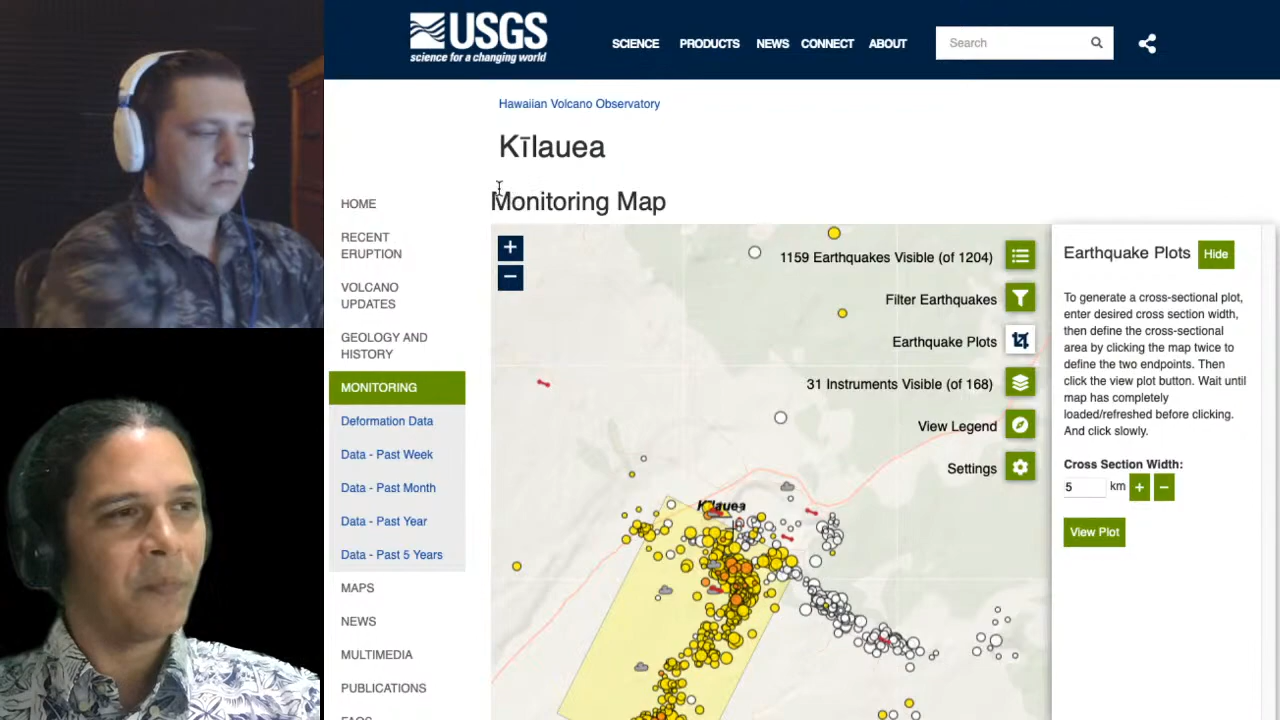 USGS
science for a changing world
SCIENCE PRODUCTS NEWS CONNECT ABOUT
Search
Hawaiian Volcano Observatory
Kīlauea
Monitoring Map
HOME
RECENT
ERUPTION
VOLCANO
UPDATES
GEOLOGY AND
HISTORY
MONITORING
Deformation Data
Data - Past Week
Data - Past Month
Data - Past Year
Data - Past 5 Years
MAPS
NEWS
MULTIMEDIA
PUBLICATIONS
FAQS
+
−
1159 Earthquakes Visible (of 1204)
Filter Earthquakes
Earthquake Plots
31 Instruments Visible (of 168)
View Legend
Settings
Kīlauea
Earthquake Plots Hide
To generate a cross-sectional plot,
enter desired cross section width,
then define the cross-sectional
area by clicking the map twice to
define the two endpoints. Then
click the view plot button. Wait until
map has completely
loaded/refreshed before clicking.
And click slowly.
Cross Section Width:
5 km + −
View Plot